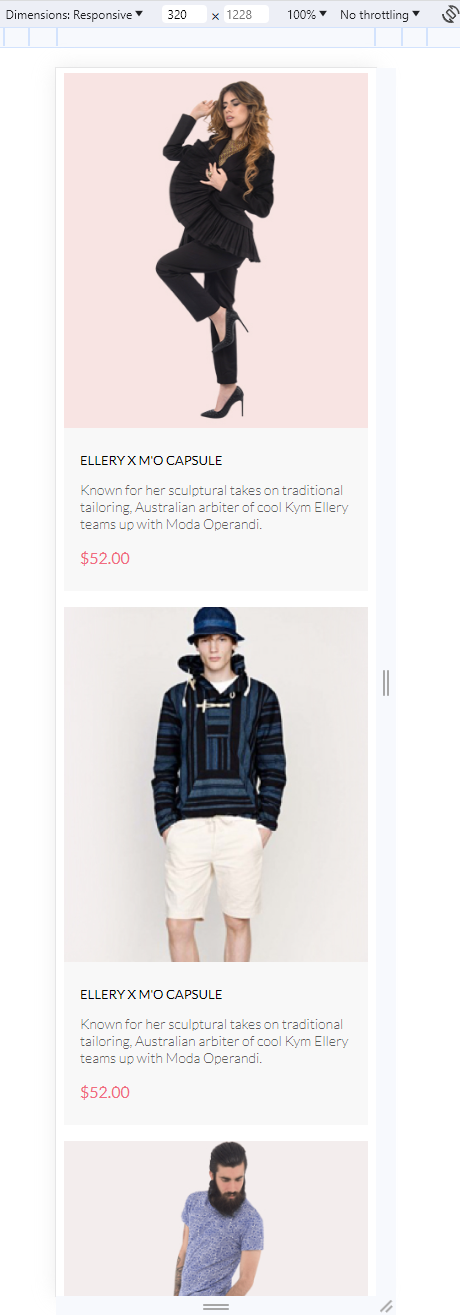 Dimensions: Responsive 320 x 1228 100% No throttling
ELLERY X M'O CAPSULE
Known for her sculptural takes on traditional
tailoring, Australian arbiter of cool Kym Ellery
teams up with Moda Operandi.
$52.00
ELLERY X M'O CAPSULE
Known for her sculptural takes on traditional
tailoring, Australian arbiter of cool Kym Ellery
teams up with Moda Operandi.
$52.00